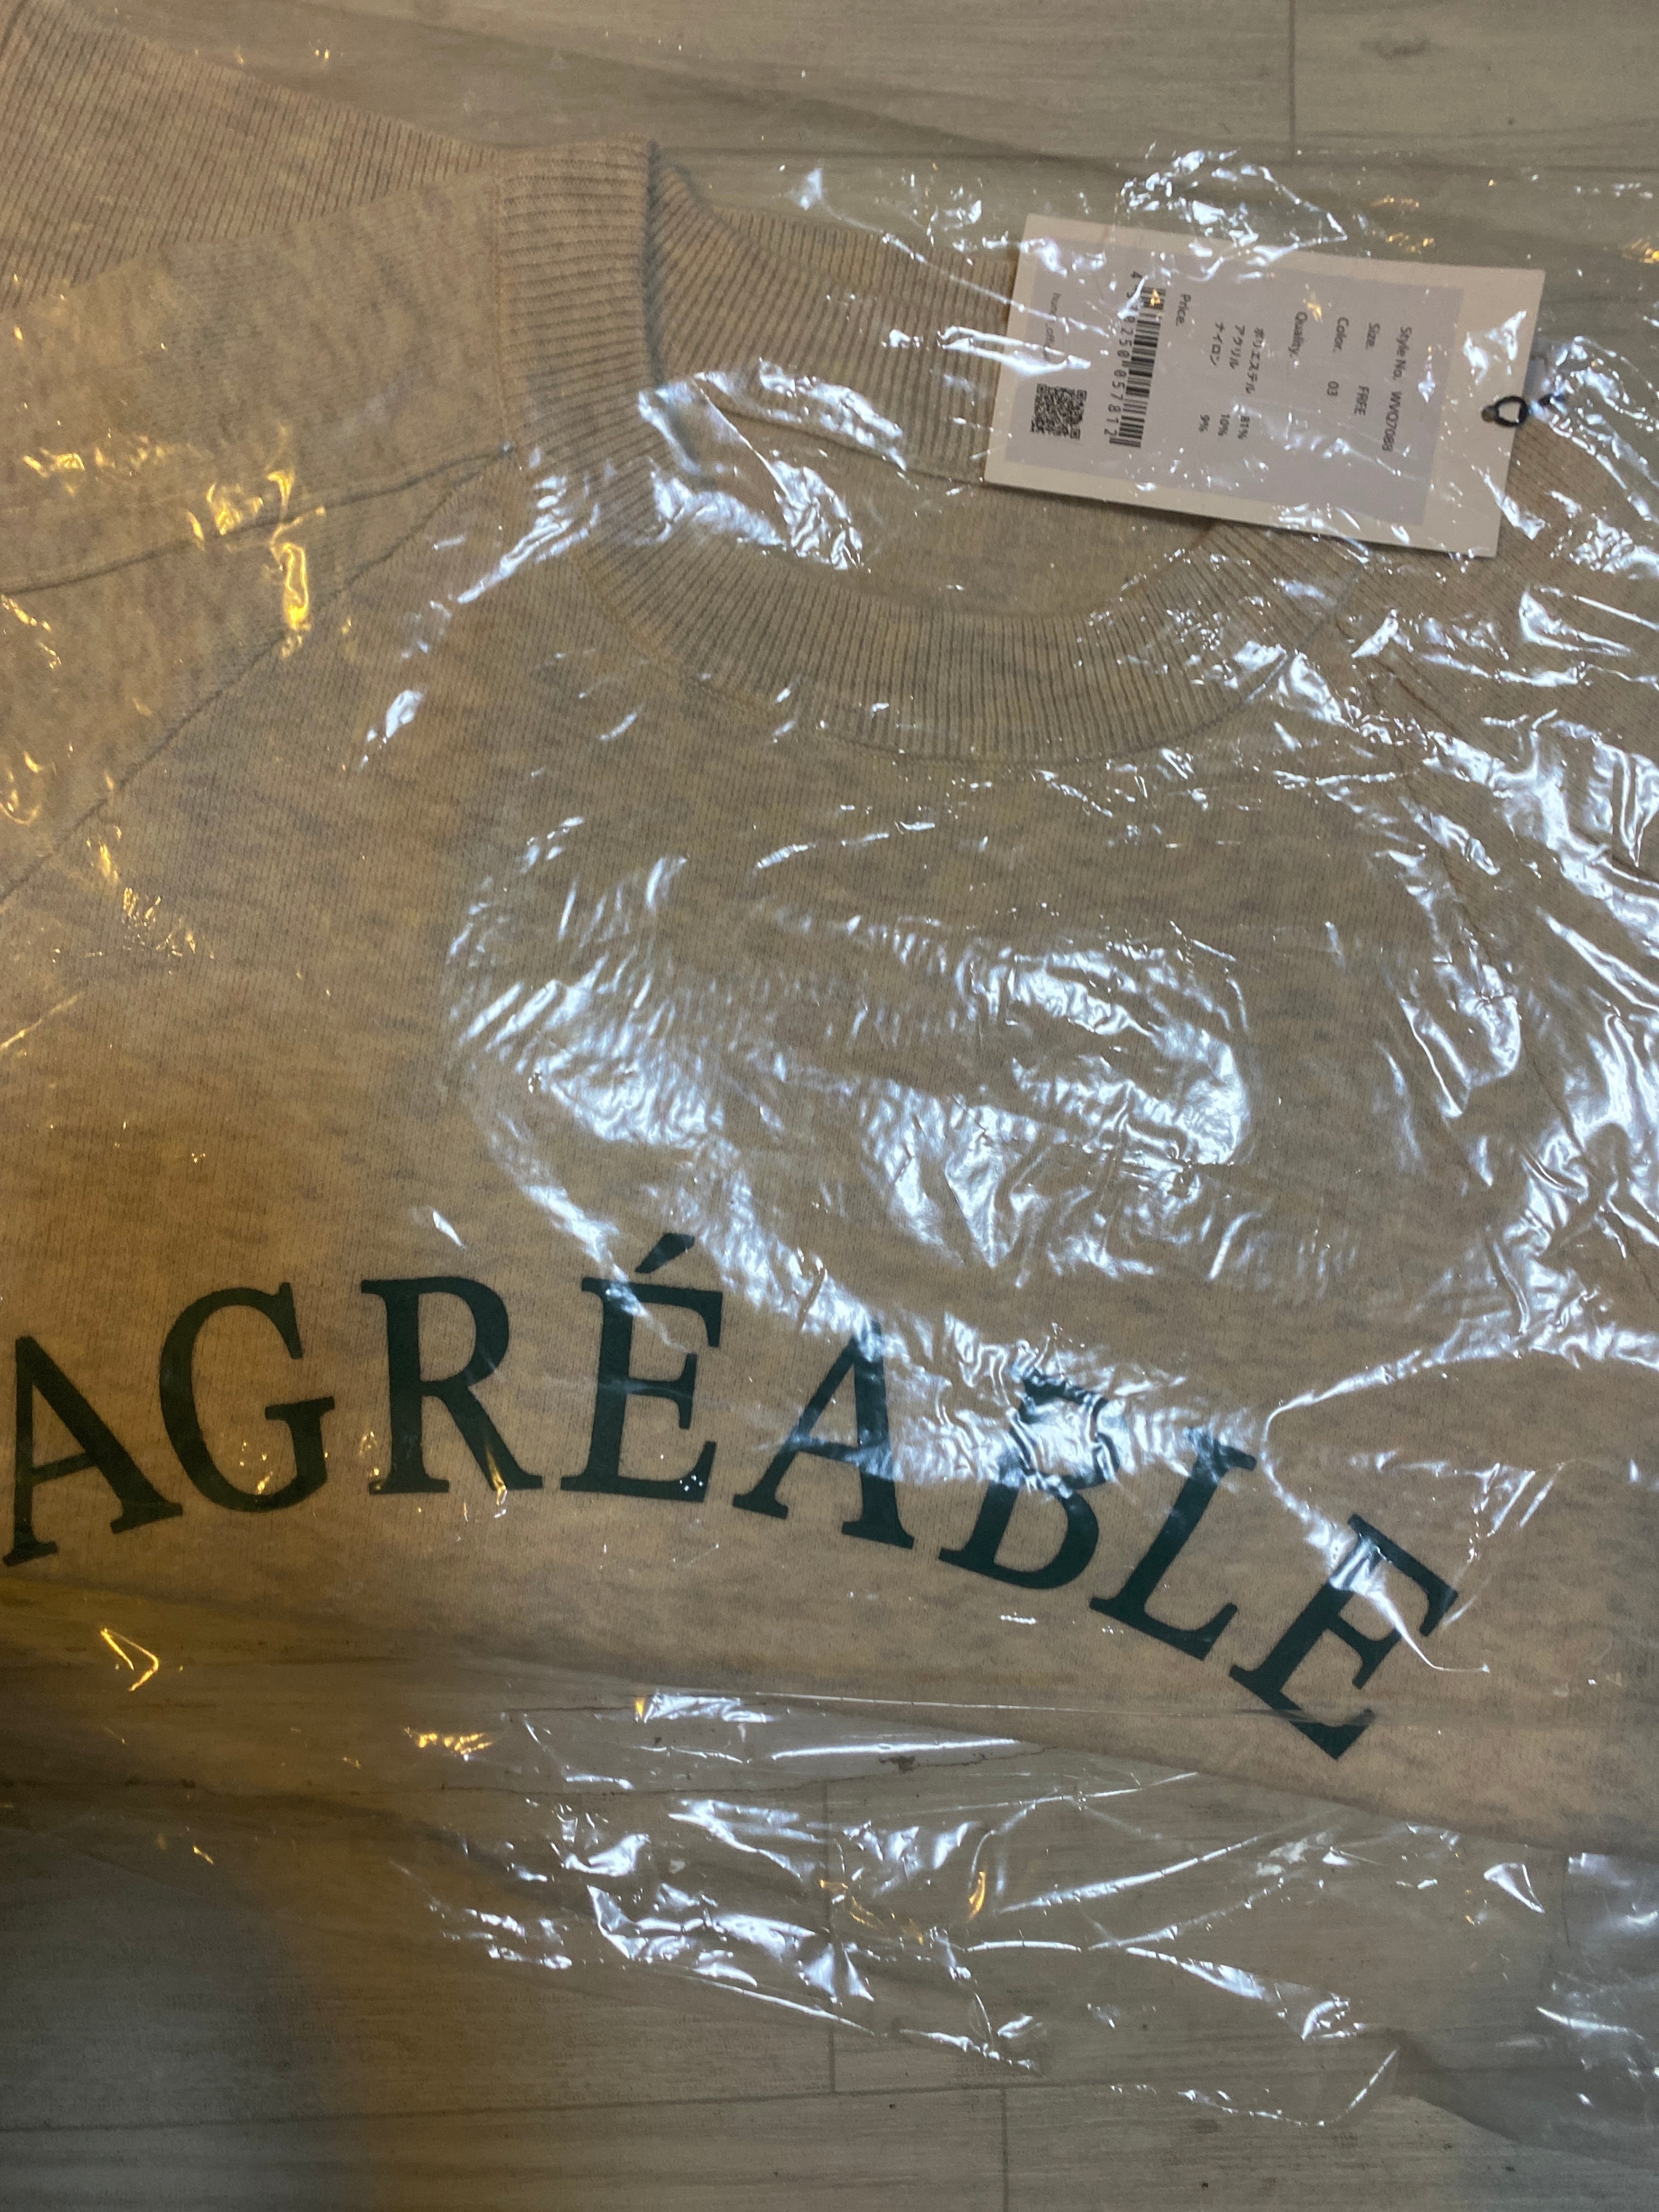 Style No. WVQ7088
Size. FREE
Color. 03
Quality.
ポリエステル 81%
アクリル 10%
ナイロン 9%
Price.
AGRÉABLE